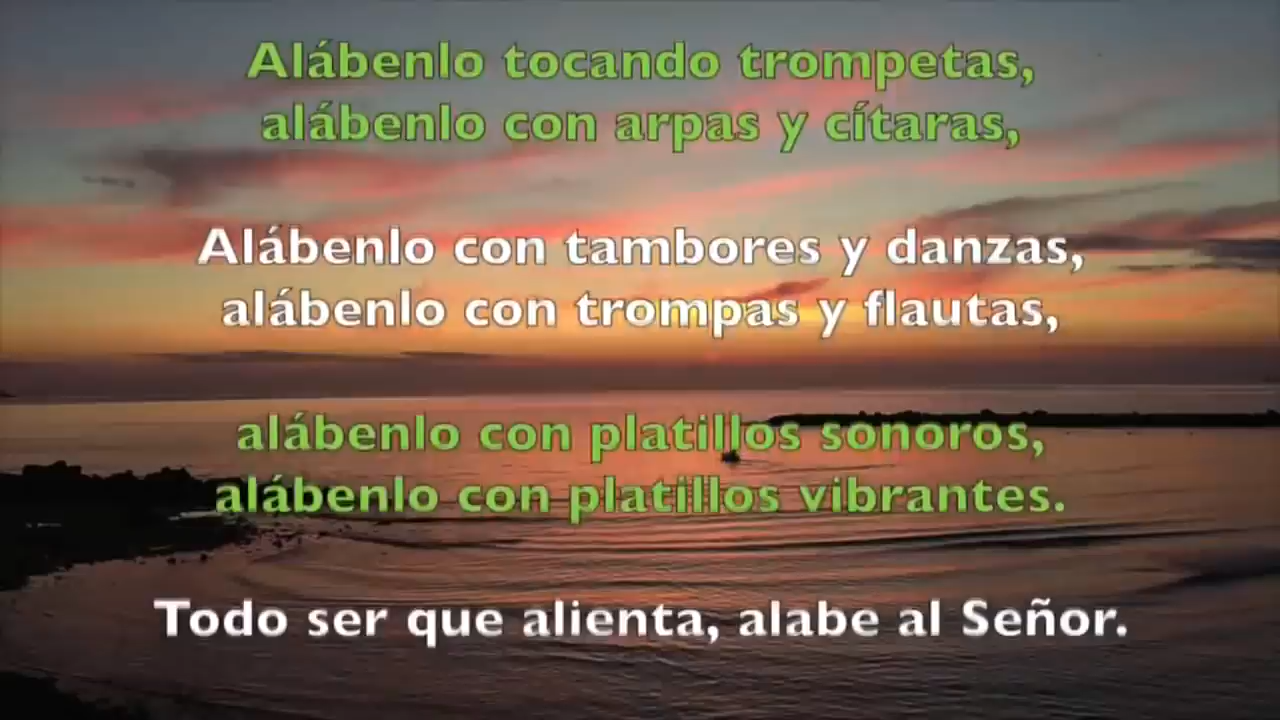 Alábenlo tocando trompetas,
alábenlo con arpas y cítaras,
Alábenlo con tambores y danzas,
alábenlo con trompas y flautas,
alábenlo con platillos sonoros,
alábenlo con platillos vibrantes.
Todo ser que alienta, alabe al Señor.